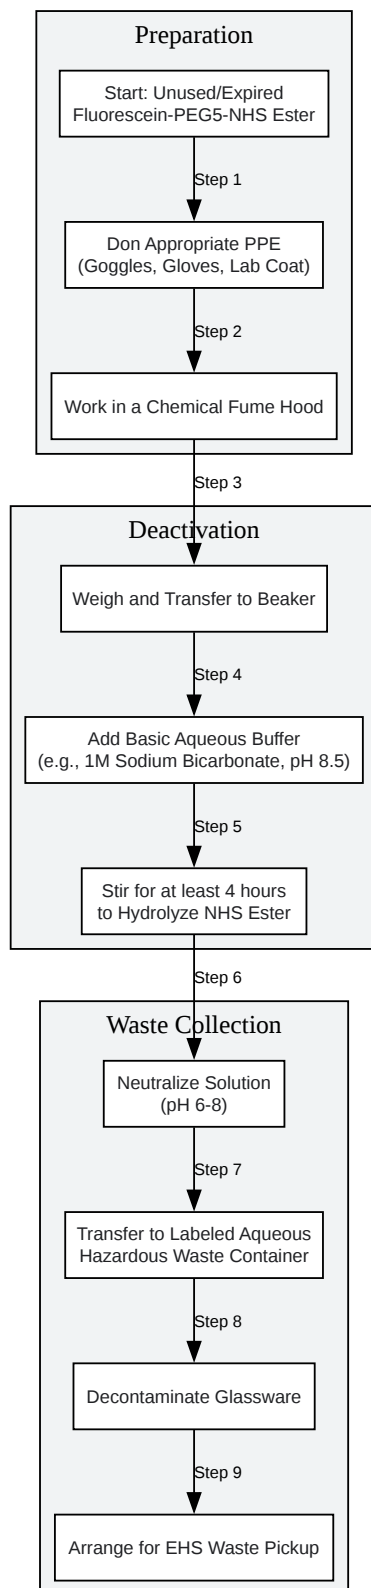 Preparation
Start: Unused/Expired
Fluorescein-PEG5-NHS Ester
Step 1
Don Appropriate PPE
(Goggles, Gloves, Lab Coat)
Step 2
Work in a Chemical Fume Hood
Step 3
Deactivation
Weigh and Transfer to Beaker
Step 4
Add Basic Aqueous Buffer
(e.g., 1M Sodium Bicarbonate, pH 8.5)
Step 5
Stir for at least 4 hours
to Hydrolyze NHS Ester
Step 6
Waste Collection
Neutralize Solution
(pH 6-8)
Step 7
Transfer to Labeled Aqueous
Hazardous Waste Container
Step 8
Decontaminate Glassware
Step 9
Arrange for EHS Waste Pickup